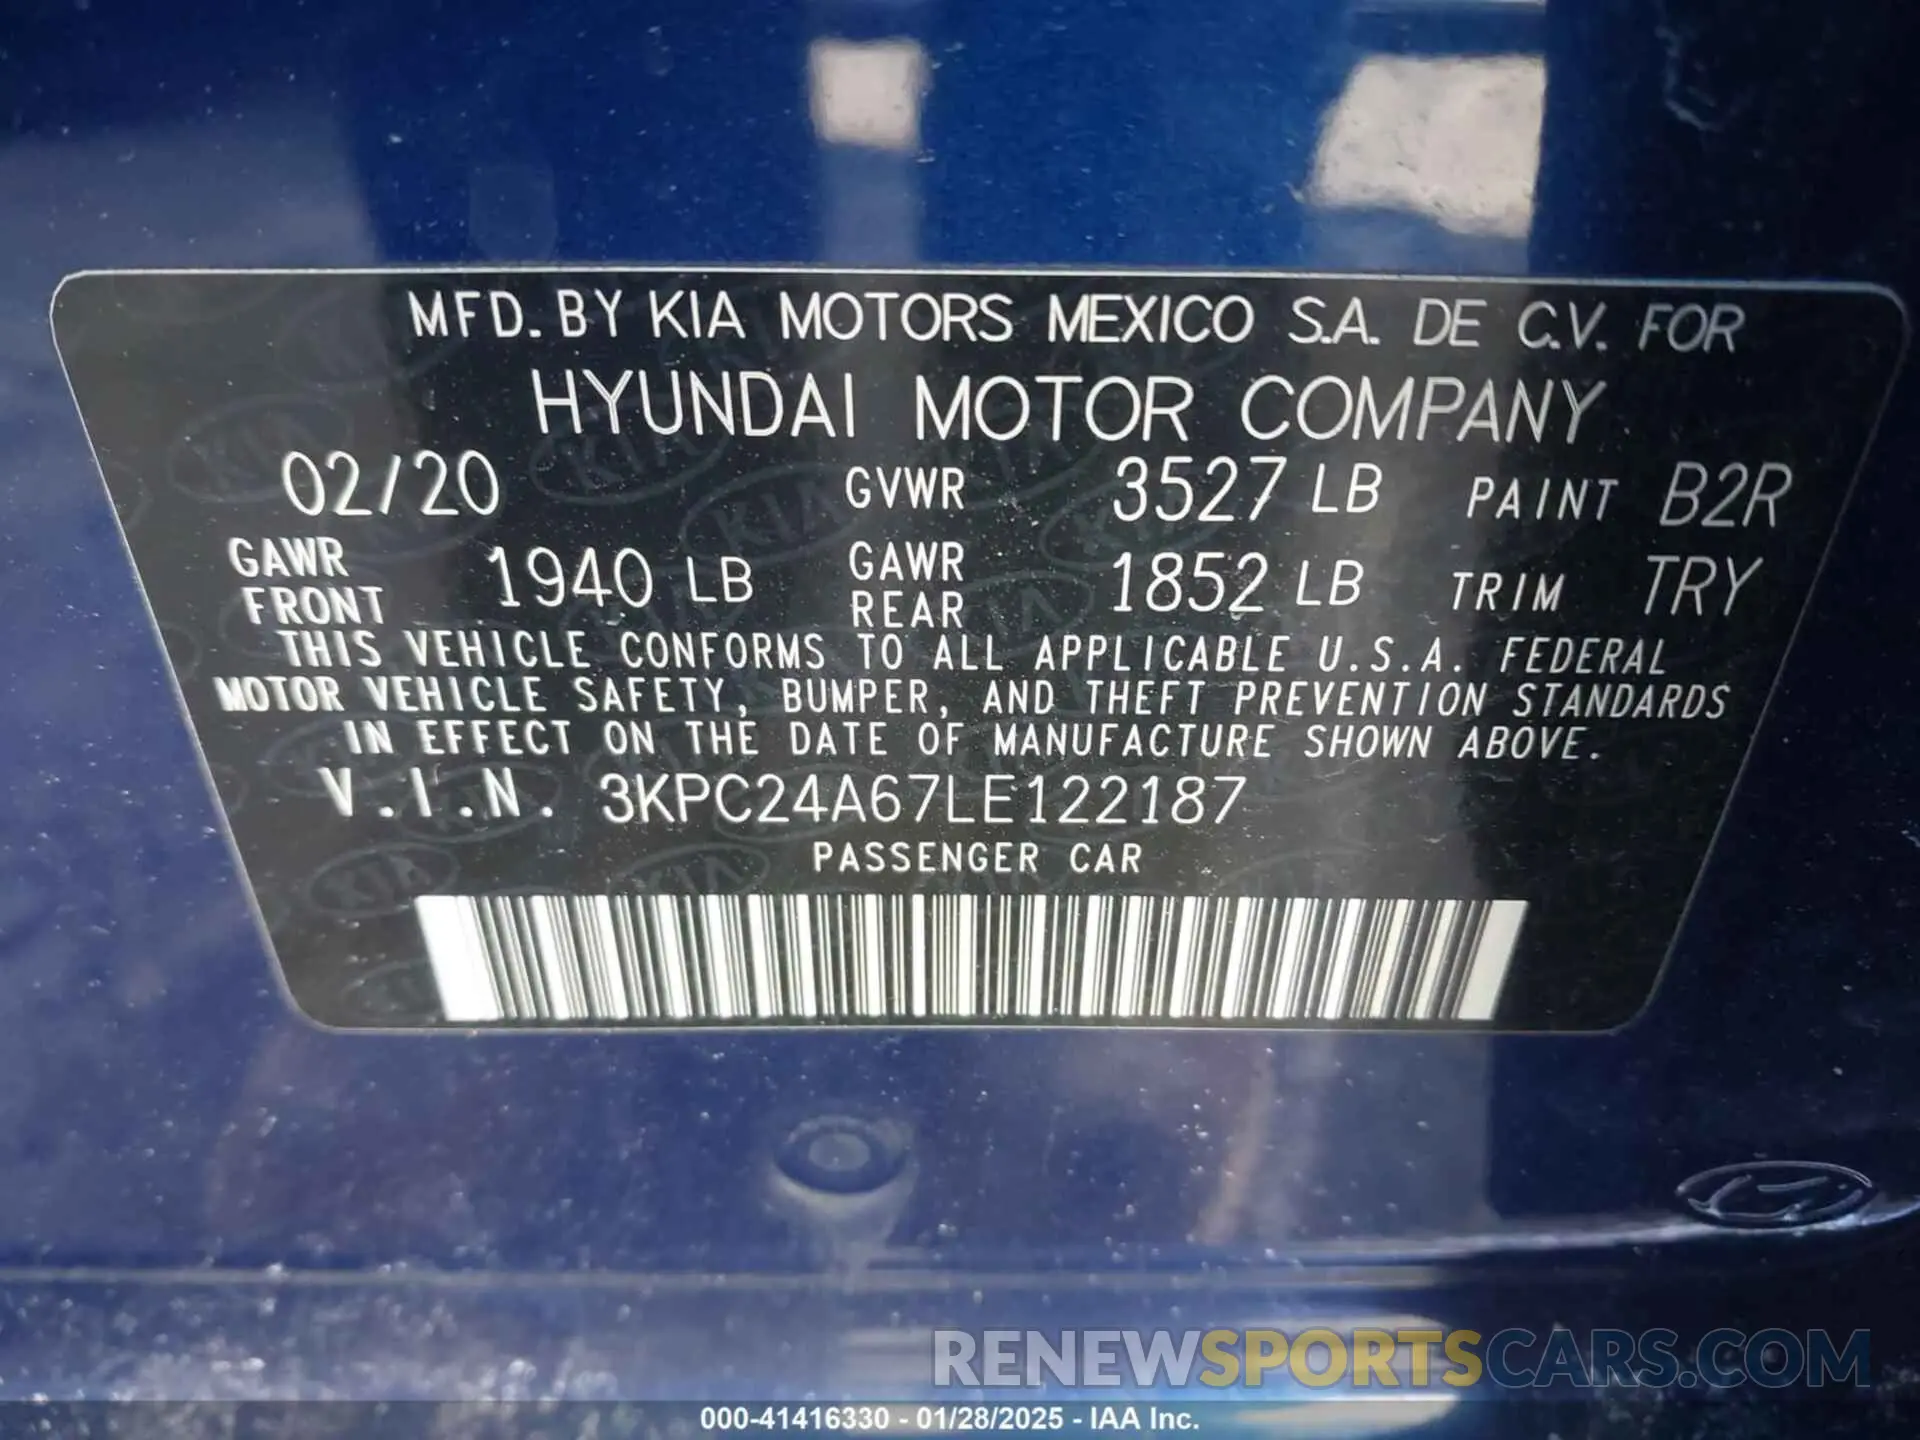 MFD. BY KIA MOTORS MEXICO S.A. DE C.V. FOR
HYUNDAI MOTOR COMPANY
02/20 GVWR 3527 LB PAINT B2R
GAWR FRONT 1940 LB GAWR REAR 1852 LB TRIM TRY
THIS VEHICLE CONFORMS TO ALL APPLICABLE U.S.A. FEDERAL
MOTOR VEHICLE SAFETY, BUMPER, AND THEFT PREVENTION STANDARDS
IN EFFECT ON THE DATE OF MANUFACTURE SHOWN ABOVE.
V.I.N. 3KPC24A67LE122187
PASSENGER CAR
RENEWSPORTSCARS.COM
000-41416330 - 01/28/2025 - IAA Inc.